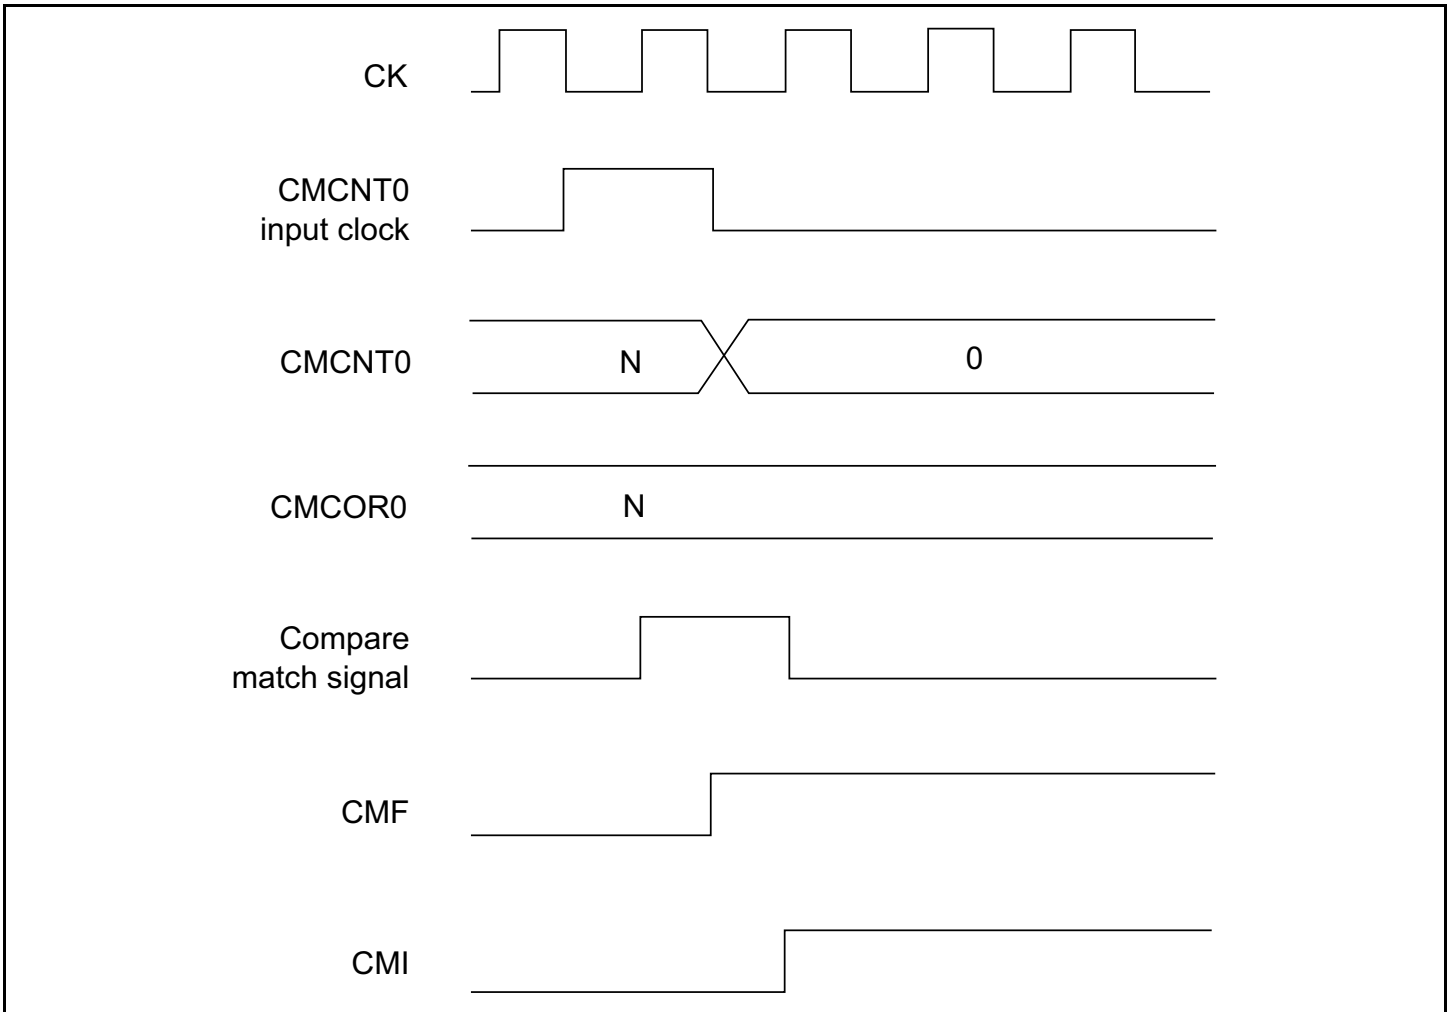 CK
CMCNT0
input clock
CMCNT0
N
0
CMCOR0
N
Compare
match signal
CMF
CMI